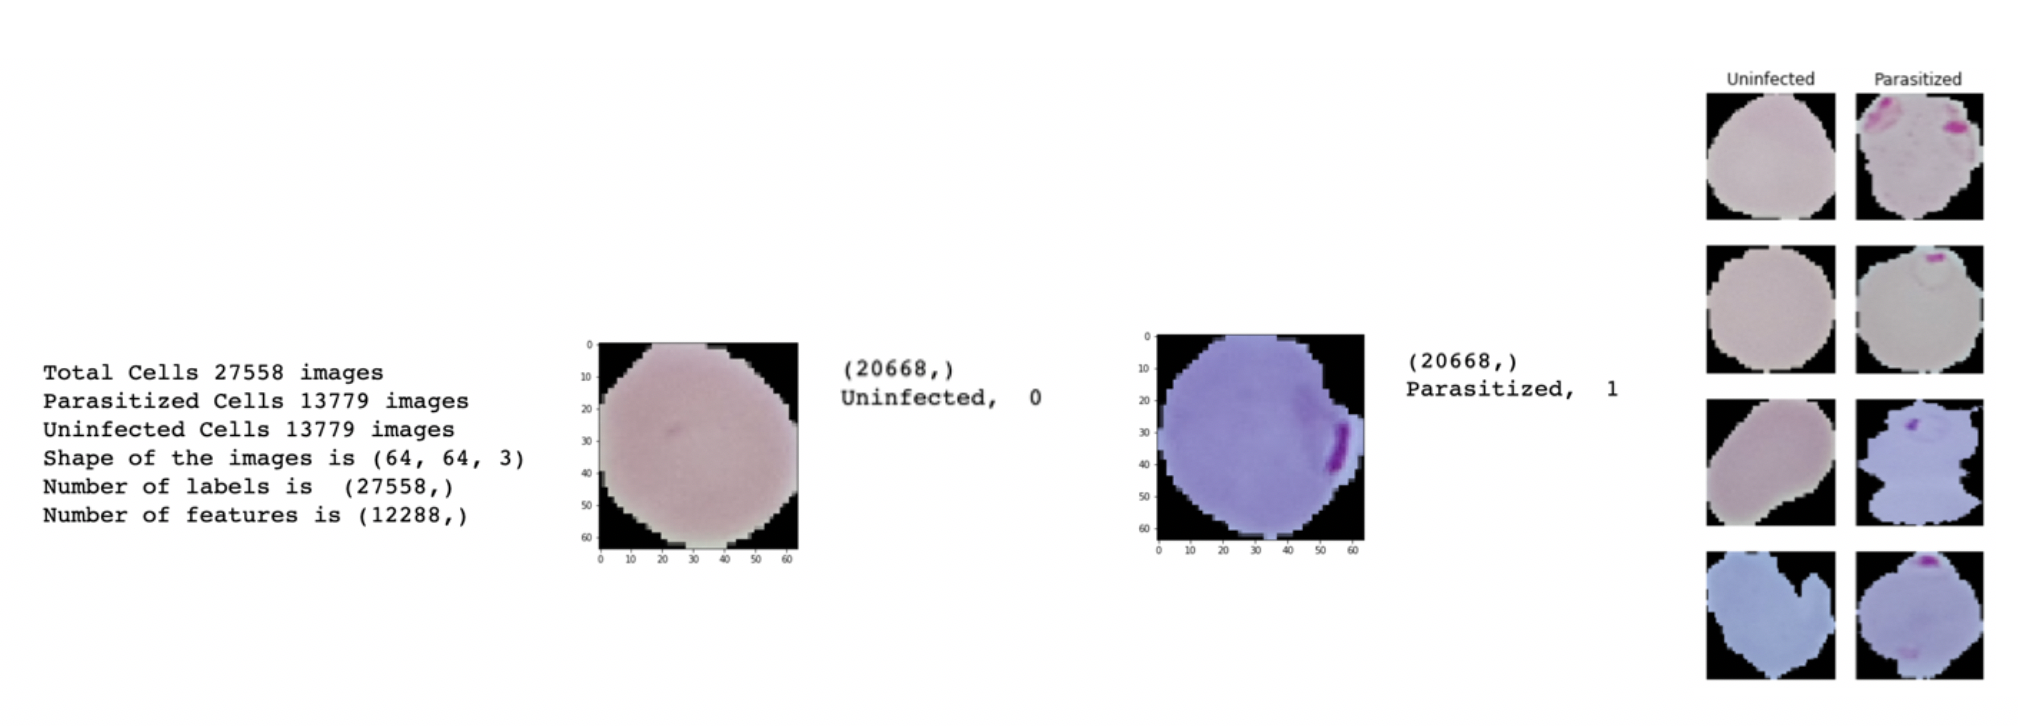 Total Cells 27558 images
Parasitized Cells 13779 images
Uninfected Cells 13779 images
Shape of the images is (64, 64, 3)
Number of labels is  (27558,)
Number of features is (12288,)
0
10
20
30
40
50
60
0 10 20 30 40 50 60
(20668,)
Uninfected,  0
0
10
20
30
40
50
60
0 10 20 30 40 50 60
(20668,)
Parasitized,  1
Uninfected Parasitized